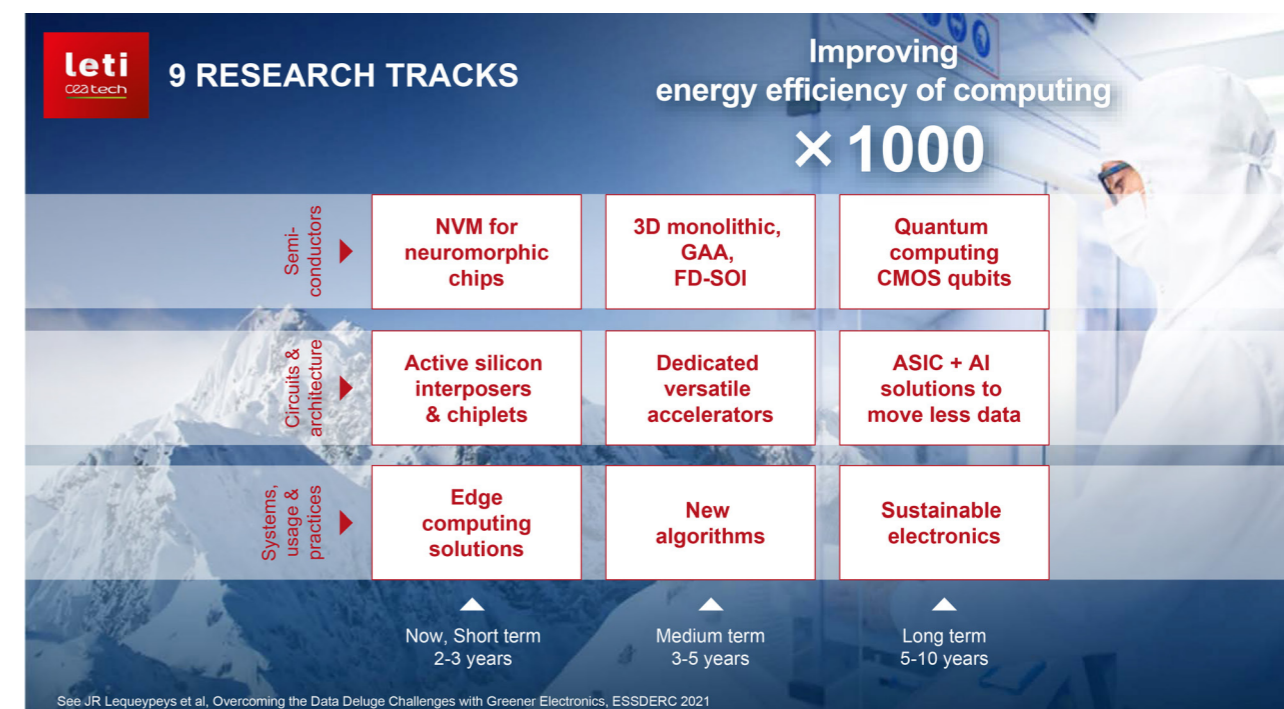 leti
ceatech
9 RESEARCH TRACKS
Improving
energy efficiency of computing
× 1000
Semi-
conductors
NVM for
neuromorphic
chips
3D monolithic,
GAA,
FD-SOI
Quantum
computing
CMOS qubits
Circuits &
architecture
Active silicon
interposers
& chiplets
Dedicated
versatile
accelerators
ASIC + AI
solutions to
move less data
Systems,
usage &
practices
Edge
computing
solutions
New
algorithms
Sustainable
electronics
Now, Short term
2-3 years
Medium term
3-5 years
Long term
5-10 years
See JR Lequeypeys et al, Overcoming the Data Deluge Challenges with Greener Electronics, ESSDERC 2021